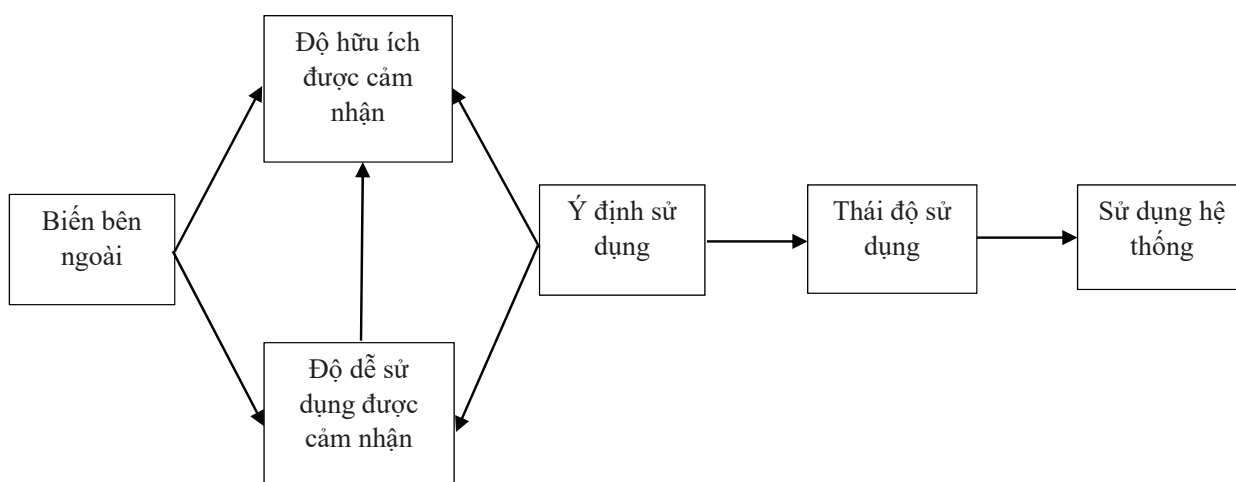 Độ hữu ích
được cảm
nhận
Biến bên
ngoài
Ý định sử
dụng
Thái độ sử
dụng
Sử dụng hệ
thống
Độ dễ sử
dụng được
cảm nhận